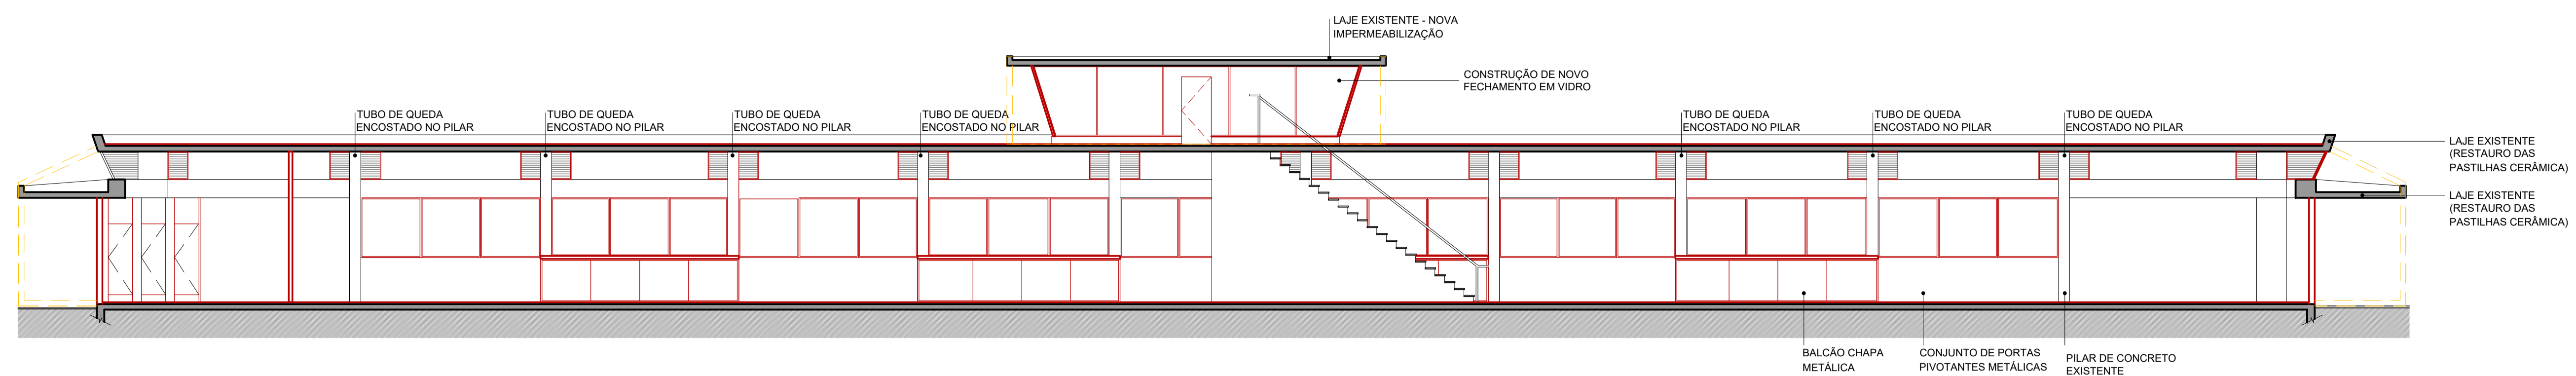 LAJE EXISTENTE - NOVA
IMPERMEABILIZAÇÃO
CONSTRUÇÃO DE NOVO
FECHAMENTO EM VIDRO
TUBO DE QUEDA
ENCOSTADO NO PILAR
TUBO DE QUEDA
ENCOSTADO NO PILAR
TUBO DE QUEDA
ENCOSTADO NO PILAR
TUBO DE QUEDA
ENCOSTADO NO PILAR
TUBO DE QUEDA
ENCOSTADO NO PILAR
TUBO DE QUEDA
ENCOSTADO NO PILAR
TUBO DE QUEDA
ENCOSTADO NO PILAR
LAJE EXISTENTE
(RESTAURO DAS
PASTILHAS CERÂMICA)
LAJE EXISTENTE
(RESTAURO DAS
PASTILHAS CERÂMICA)
BALCÃO CHAPA
METÁLICA
CONJUNTO DE PORTAS
PIVOTANTES METÁLICAS
PILAR DE CONCRETO
EXISTENTE